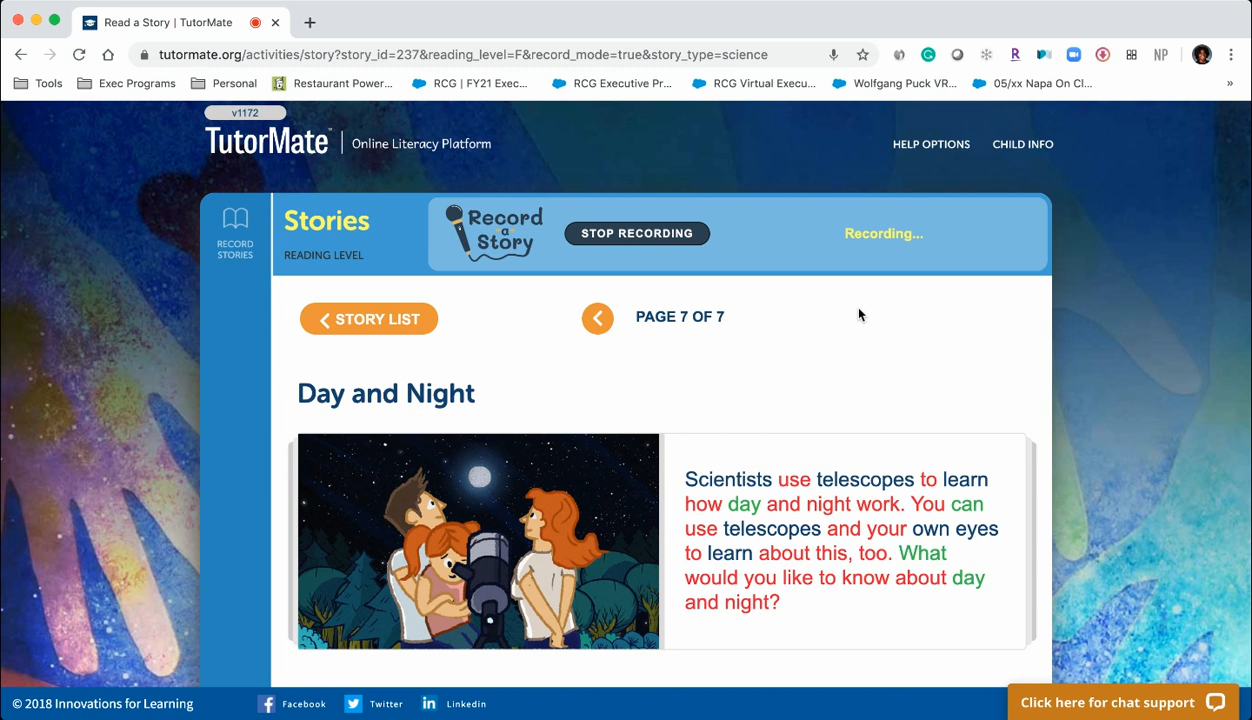 Read a Story | TutorMate
tutormate.org/activities/story?story_id=237&reading_level=F&record_mode=true&story_type=science
R
NP
Tools
Exec Programs
Personal
Restaurant Power...
RCG | FY21 Exec...
RCG Executive Pr...
RCG Virtual Execu...
Wolfgang Puck VR...
05/xx Napa On Cl...
»
v1172
TutorMate™ | Online Literacy Platform
HELP OPTIONS
CHILD INFO
RECORD
STORIES
Stories
READING LEVEL
Record
a
Story
STOP RECORDING
Recording...
STORY LIST
PAGE 7 OF 7
Day and Night
Scientists use telescopes to learn
how day and night work. You can
use telescopes and your own eyes
to learn about this, too. What
would you like to know about day
and night?
© 2018 Innovations for Learning
Facebook
Twitter
Linkedin
Click here for chat support